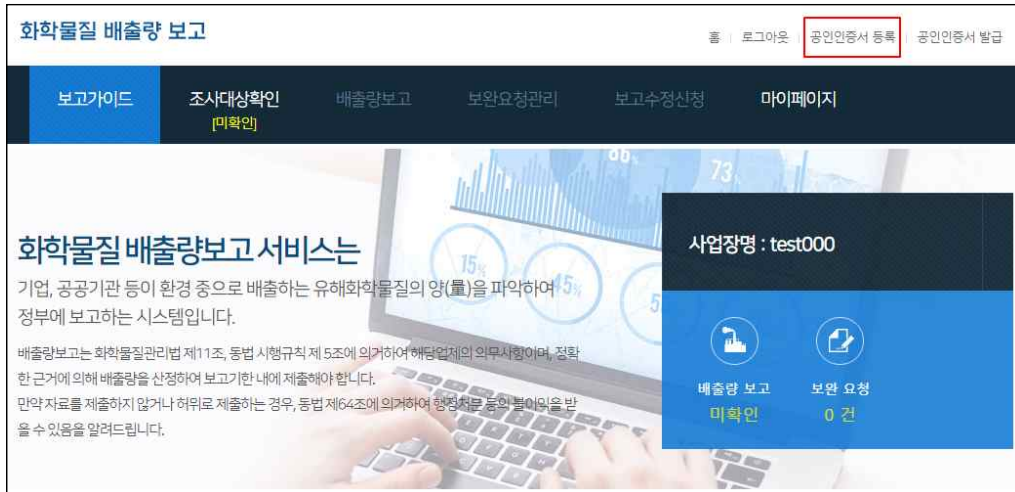 화학물질 배출량 보고
홈 | 로그아웃 | 공인인증서 등록 | 공인인증서 발급
보고가이드 조사대상확인 배출량보고 보완요청관리 보고수정신청 마이페이지
[미확인]
73
사업장명 : test000
화학물질 배출량보고 서비스는
15%
45%
기업, 공공기관 등이 환경 중으로 배출하는 유해화학물질의 양(量)을 파악하여
정부에 보고하는 시스템입니다.
배출량보고는 화학물질관리법 제11조, 동법 시행규칙 제 5조에 의거하여 해당업체의 의무사항이며, 정확
한 근거에 의해 배출량을 산정하여 보고기한 내에 제출해야 합니다.
만약 자료를 제출하지 않거나 허위로 제출하는 경우, 동법 제64조에 의거하여 행정처분 등의 불이익을 받
을 수 있음을 알려드립니다.
배출량 보고 보완 요청
미확인 0 건